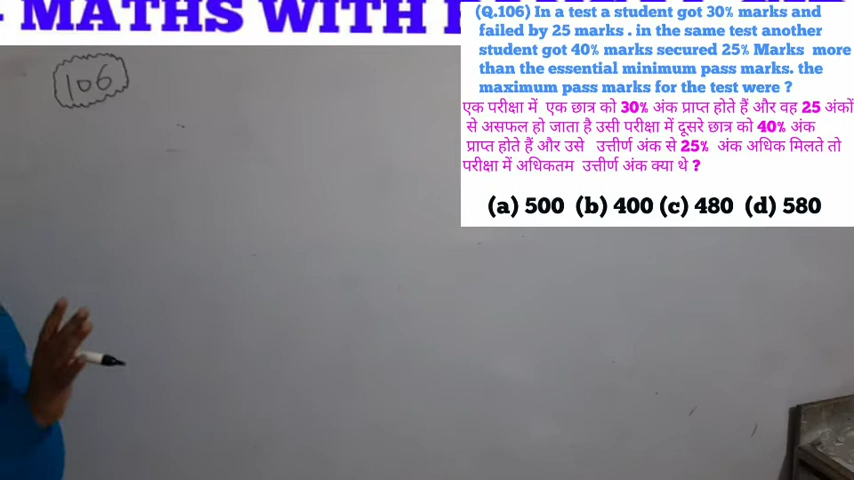 - MATHS WITH
(Q.106) In a test a student got 30% marks and
failed by 25 marks . in the same test another
student got 40% marks secured 25% Marks more
than the essential minimum pass marks. the
maximum pass marks for the test were ?
एक परीक्षा में एक छात्र को 30% अंक प्राप्त होते हैं और वह 25 अंकों
से असफल हो जाता है उसी परीक्षा में दूसरे छात्र को 40% अंक
प्राप्त होते हैं और उसे उत्तीर्ण अंक से 25% अंक अधिक मिलते तो
परीक्षा में अधिकतम उत्तीर्ण अंक क्या थे ?
(a) 500 (b) 400 (c) 480 (d) 580
106